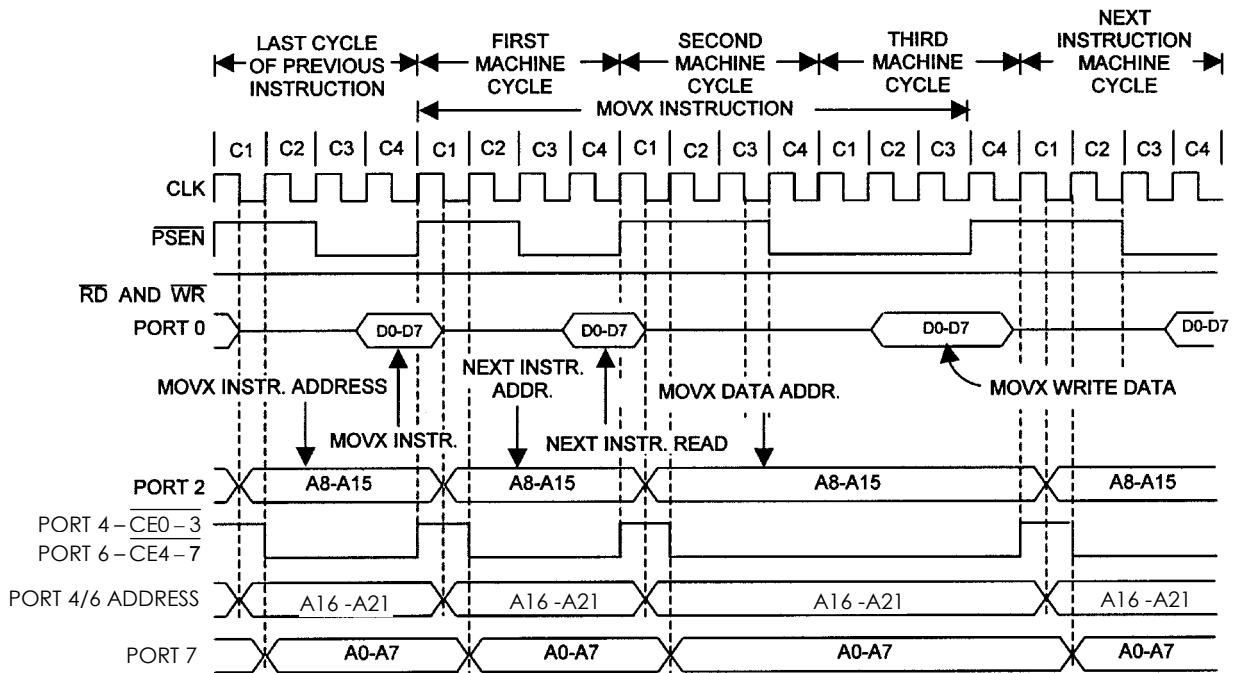 LAST CYCLE OF PREVIOUS INSTRUCTION
FIRST MACHINE CYCLE
SECOND MACHINE CYCLE
THIRD MACHINE CYCLE
NEXT INSTRUCTION MACHINE CYCLE
MOVX INSTRUCTION
C1 C2 C3 C4 C1 C2 C3 C4 C1 C2 C3 C4 C1 C2 C3 C4 C1 C2 C3 C4
CLK
PSEN
RD AND WR
PORT 0 D0-D7 D0-D7 D0-D7 D0-D7
MOVX INSTR. ADDRESS
MOVX INSTR.
NEXT INSTR. ADDR.
NEXT INSTR. READ
MOVX DATA ADDR.
MOVX WRITE DATA
PORT 2 A8-A15 A8-A15 A8-A15 A8-A15
PORT 4 – CE0 – 3
PORT 6 – CE4 – 7
PORT 4/6 ADDRESS A16 -A21 A16 -A21 A16 -A21 A16 -A21
PORT 7 A0-A7 A0-A7 A0-A7 A0-A7